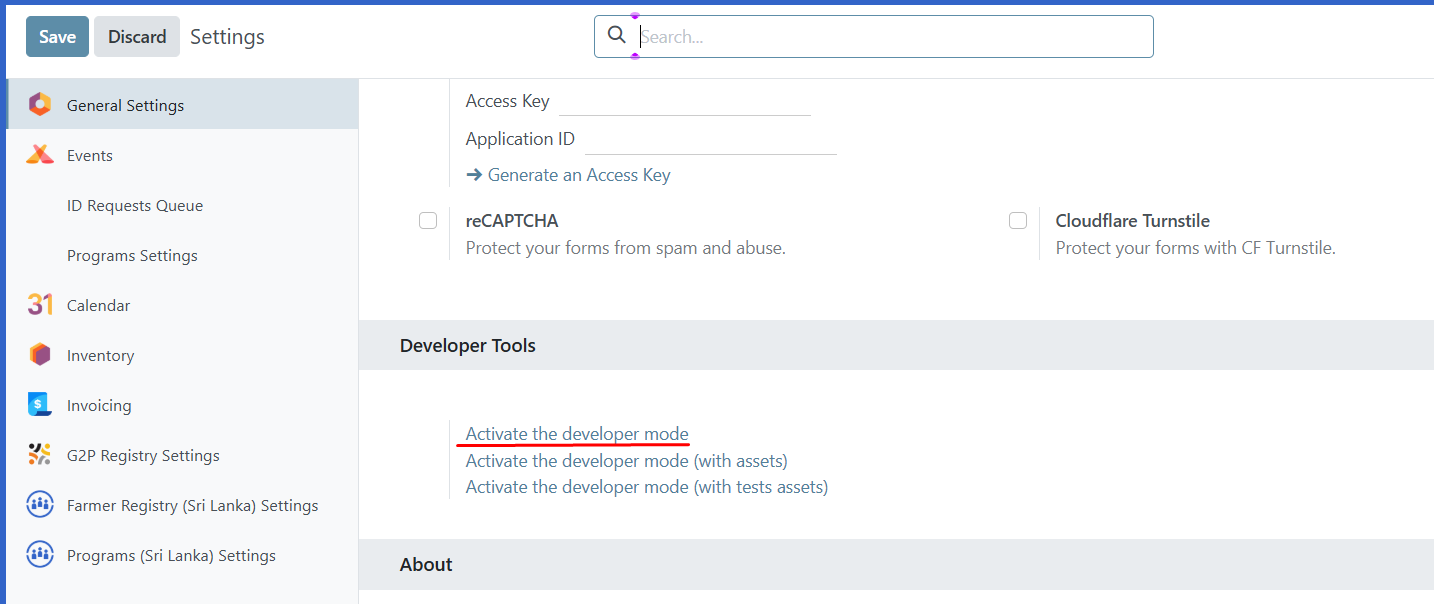 Save Discard Settings
Search...
General Settings
Events
ID Requests Queue
Programs Settings
31 Calendar
Inventory
$ Invoicing
G2P Registry Settings
Farmer Registry (Sri Lanka) Settings
Programs (Sri Lanka) Settings
Access Key
Application ID
→ Generate an Access Key
reCAPTCHA
Protect your forms from spam and abuse.
Cloudflare Turnstile
Protect your forms with CF Turnstile.
Developer Tools
Activate the developer mode
Activate the developer mode (with assets)
Activate the developer mode (with tests assets)
About